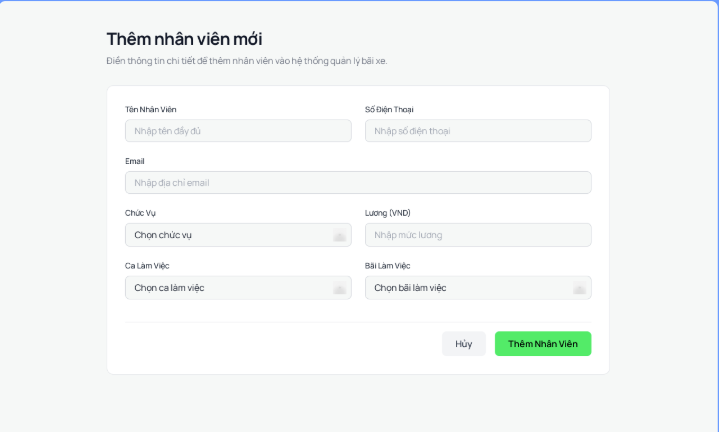 Thêm nhân viên mới
Điền thông tin chi tiết để thêm nhân viên vào hệ thống quản lý bãi xe.
Tên Nhân Viên
Số Điện Thoại
Nhập tên đầy đủ
Nhập số điện thoại
Email
Nhập địa chỉ email
Chức Vụ
Lương (VND)
Chọn chức vụ
Nhập mức lương
Ca Làm Việc
Bãi Làm Việc
Chọn ca làm việc
Chọn bãi làm việc
Hủy
Thêm Nhân Viên